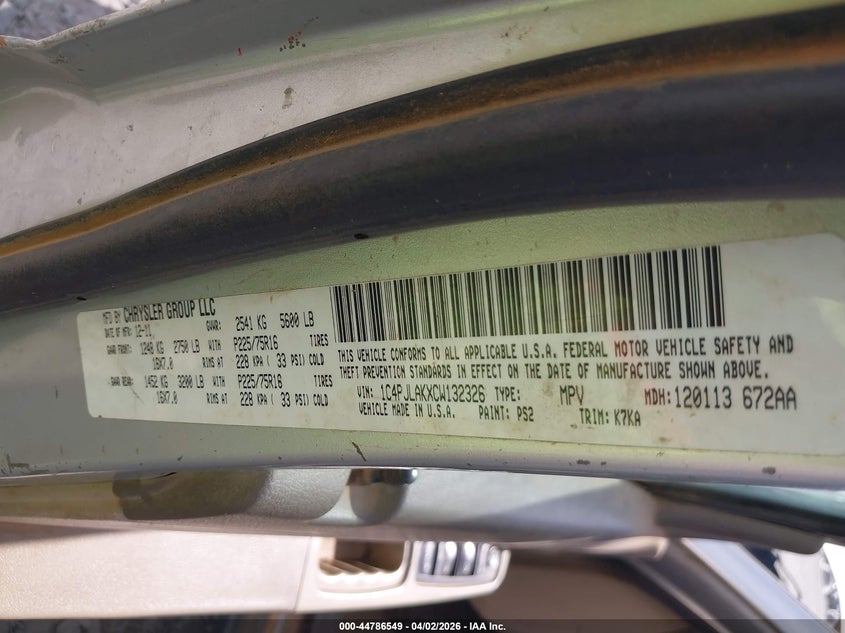 MFD BY CHRYSLER GROUP LLC
DATE OF MFR: 12-11 GVWR: 2541 KG 5600 LB
GAWR FRONT: 1248 KG 2750 LB WITH P225/75R16 TIRES
16X7.0 RIMS AT 228 KPA ( 33 PSI) COLD
GAWR REAR: 1452 KG 3200 LB WITH P225/75R16 TIRES
16X7.0 RIMS AT 228 KPA ( 33 PSI) COLD
THIS VEHICLE CONFORMS TO ALL APPLICABLE U.S.A. FEDERAL MOTOR VEHICLE SAFETY AND
THEFT PREVENTION STANDARDS IN EFFECT ON THE DATE OF MANUFACTURE SHOWN ABOVE.
VIN: 1C4PJLAKXCW132326 TYPE: MPV MDH: 120113 672AA
VEHICLE MADE IN U.S.A. PAINT: PS2 TRIM: K7KA
000-44786549 - 04/02/2026 - IAA Inc.